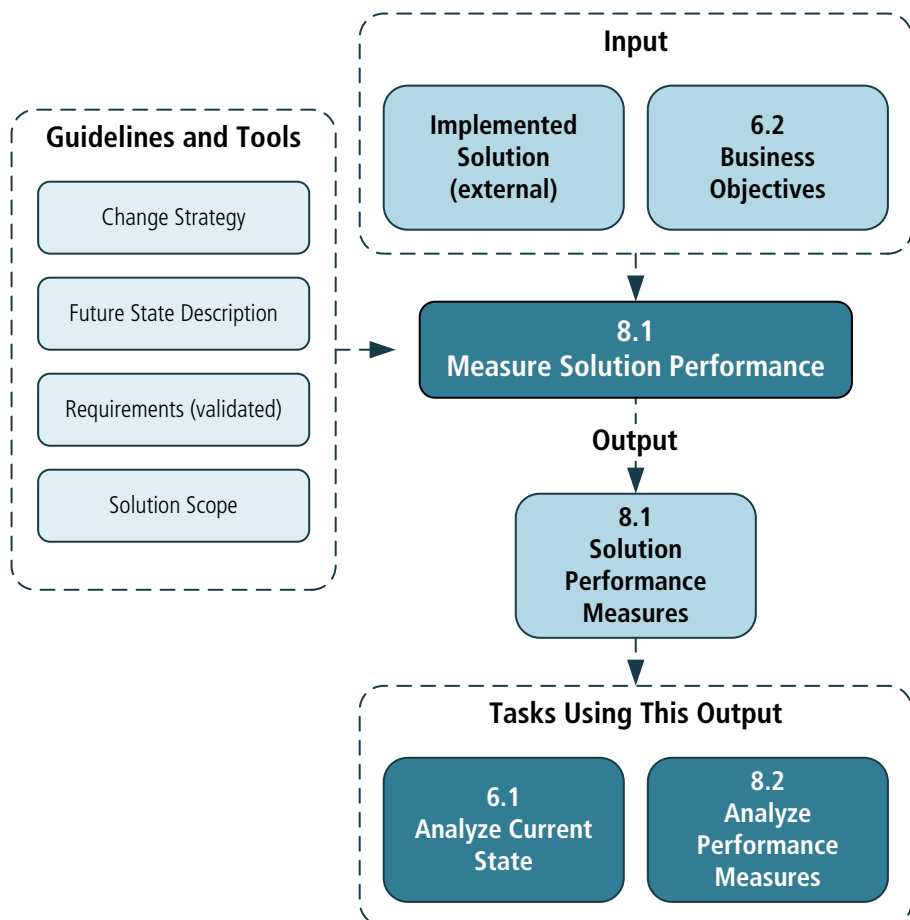 Input
Implemented
Solution
(external)
6.2
Business
Objectives
Guidelines and Tools
Change Strategy
Future State Description
Requirements (validated)
Solution Scope
8.1
Measure Solution Performance
Output
8.1
Solution
Performance
Measures
Tasks Using This Output
6.1
Analyze Current
State
8.2
Analyze
Performance
Measures